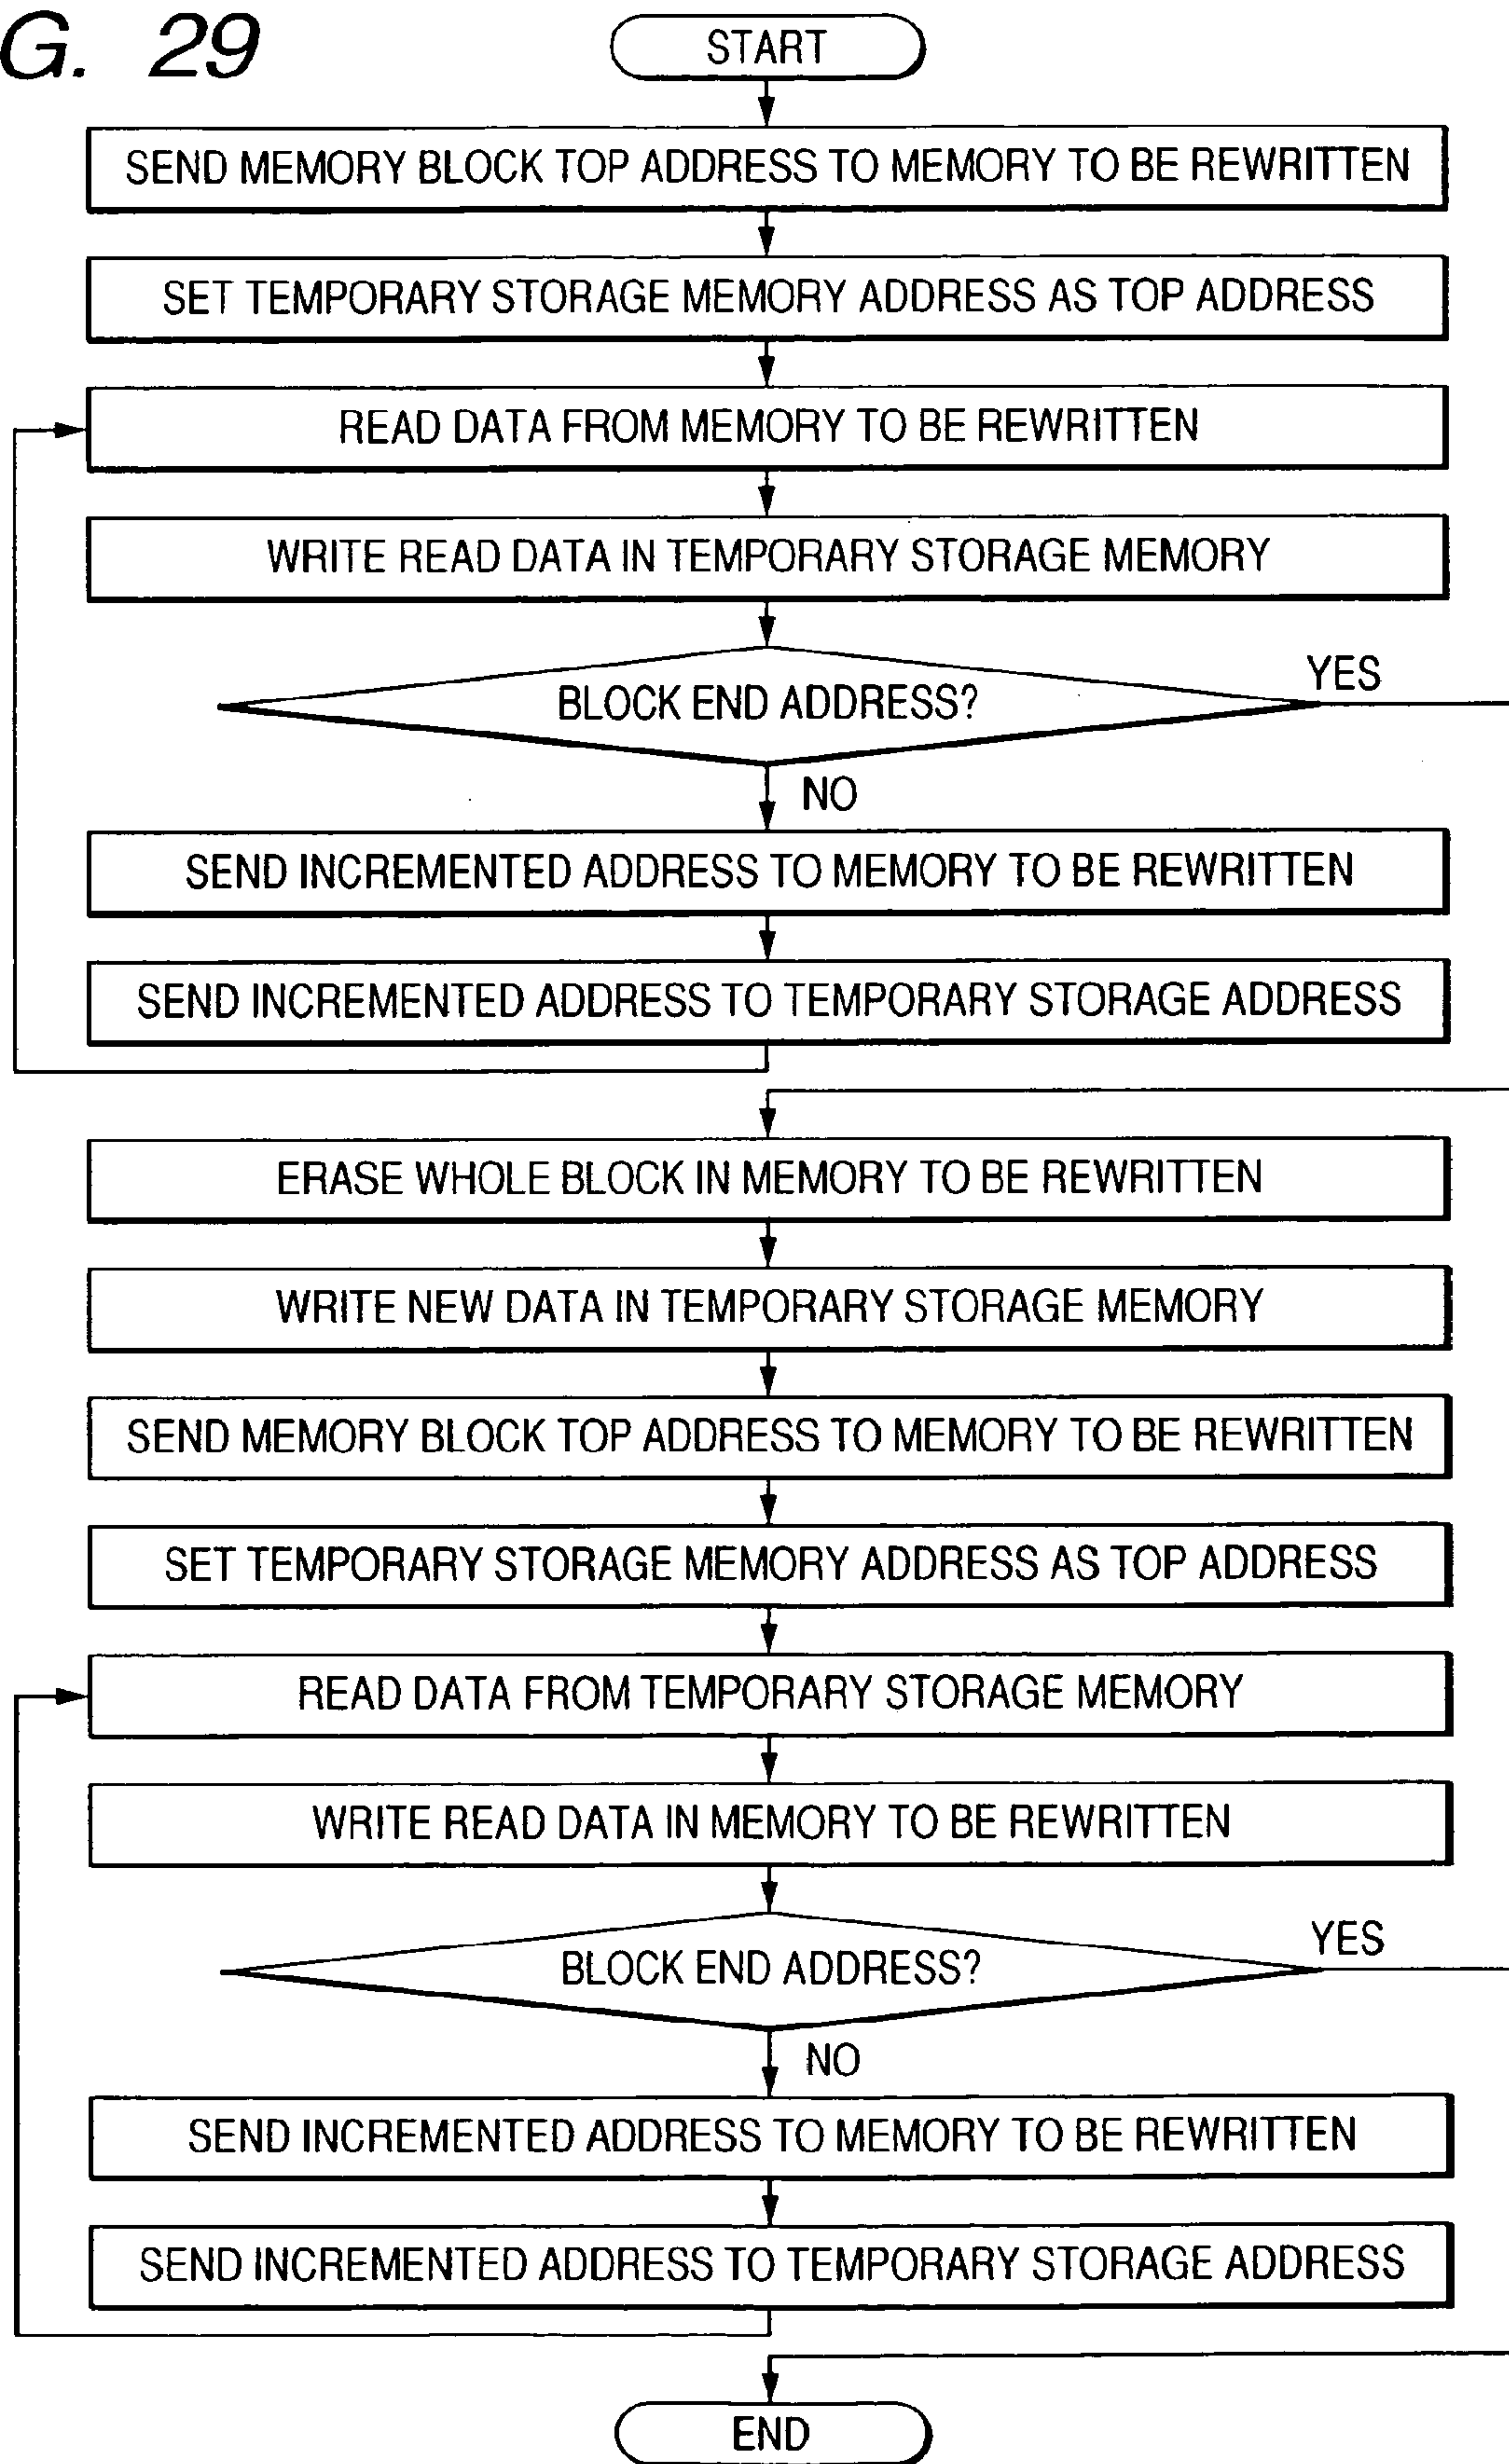 G. 29
START
SEND MEMORY BLOCK TOP ADDRESS TO MEMORY TO BE REWRITTEN
SET TEMPORARY STORAGE MEMORY ADDRESS AS TOP ADDRESS
READ DATA FROM MEMORY TO BE REWRITTEN
WRITE READ DATA IN TEMPORARY STORAGE MEMORY
BLOCK END ADDRESS?
YES
NO
SEND INCREMENTED ADDRESS TO MEMORY TO BE REWRITTEN
SEND INCREMENTED ADDRESS TO TEMPORARY STORAGE ADDRESS
ERASE WHOLE BLOCK IN MEMORY TO BE REWRITTEN
WRITE NEW DATA IN TEMPORARY STORAGE MEMORY
SEND MEMORY BLOCK TOP ADDRESS TO MEMORY TO BE REWRITTEN
SET TEMPORARY STORAGE MEMORY ADDRESS AS TOP ADDRESS
READ DATA FROM TEMPORARY STORAGE MEMORY
WRITE READ DATA IN MEMORY TO BE REWRITTEN
BLOCK END ADDRESS?
YES
NO
SEND INCREMENTED ADDRESS TO MEMORY TO BE REWRITTEN
SEND INCREMENTED ADDRESS TO TEMPORARY STORAGE ADDRESS
END